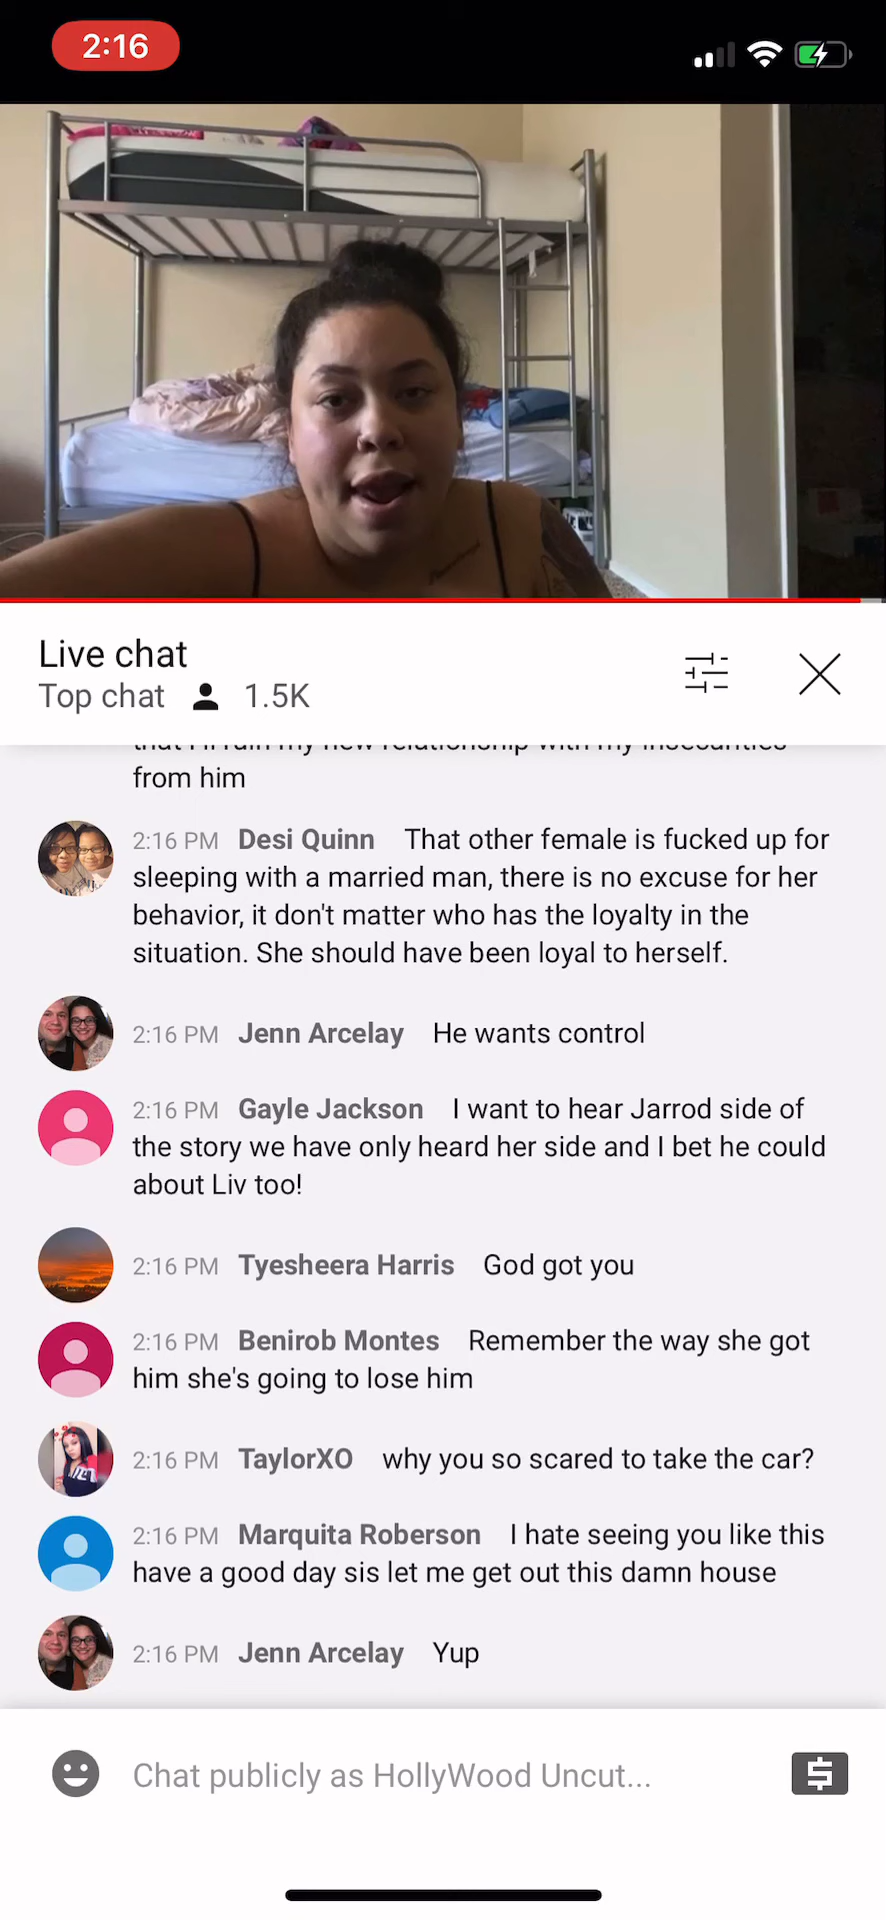 2:16
Live chat
Top chat 1.5K
that I'll ruin my new relationship with my insecurities
from him
2:16 PM Desi Quinn That other female is fucked up for
sleeping with a married man, there is no excuse for her
behavior, it don't matter who has the loyalty in the
situation. She should have been loyal to herself.
2:16 PM Jenn Arcelay He wants control
2:16 PM Gayle Jackson I want to hear Jarrod side of
the story we have only heard her side and I bet he could
about Liv too!
2:16 PM Tyesheera Harris God got you
2:16 PM Benirob Montes Remember the way she got
him she's going to lose him
2:16 PM TaylorXO why you so scared to take the car?
2:16 PM Marquita Roberson I hate seeing you like this
have a good day sis let me get out this damn house
2:16 PM Jenn Arcelay Yup
Chat publicly as HollyWood Uncut...